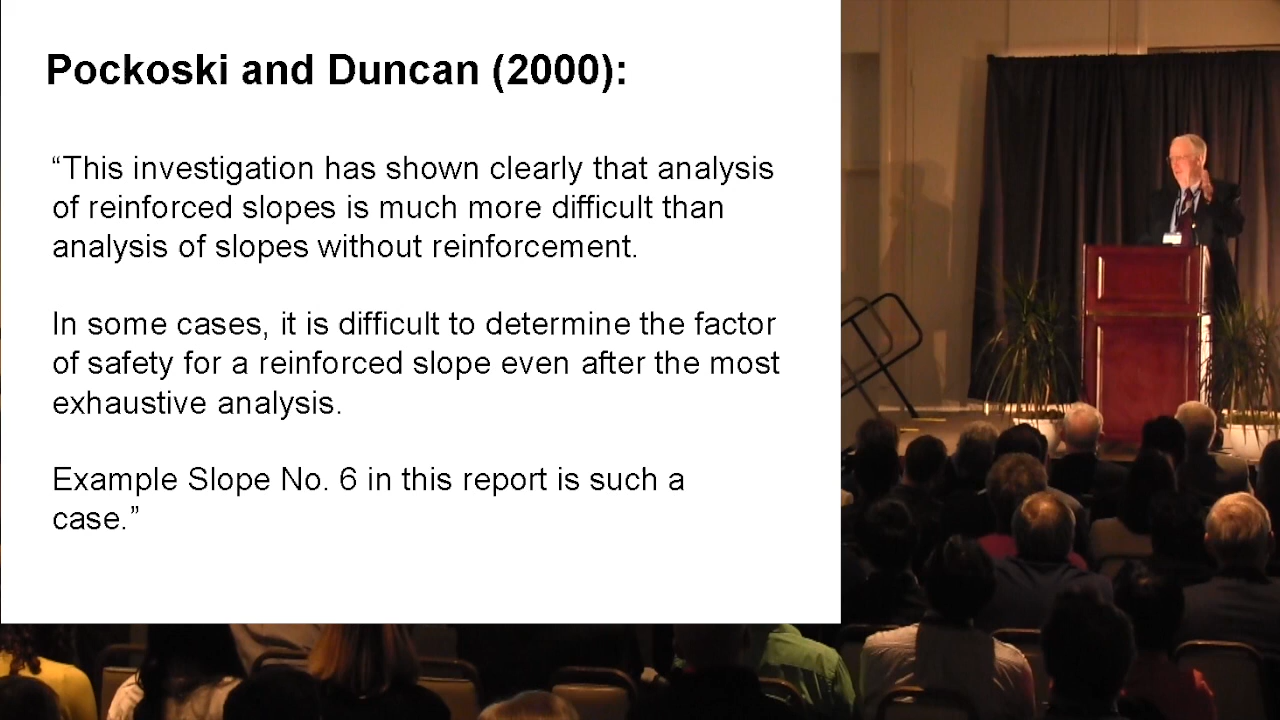 Pockoski and Duncan (2000):
“This investigation has shown clearly that analysis
of reinforced slopes is much more difficult than
analysis of slopes without reinforcement.
In some cases, it is difficult to determine the factor
of safety for a reinforced slope even after the most
exhaustive analysis.
Example Slope No. 6 in this report is such a
case.”